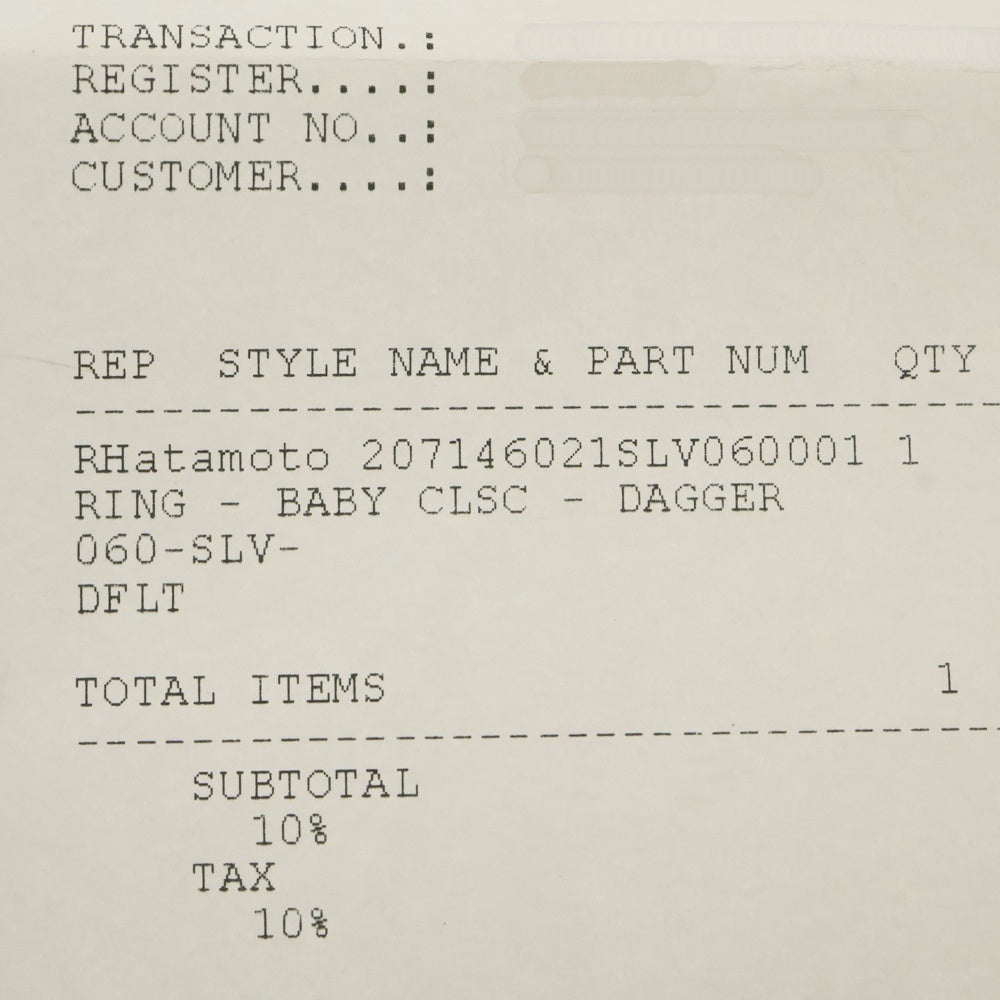 TRANSACTION.:
REGISTER....:
ACCOUNT NO..:
CUSTOMER....:
REP STYLE NAME & PART NUM QTY
RHatamoto 207146021SLV060001 1
RING - BABY CLSC - DAGGER
060-SLV-
DFLT
TOTAL ITEMS 1
SUBTOTAL
10%
TAX
10%